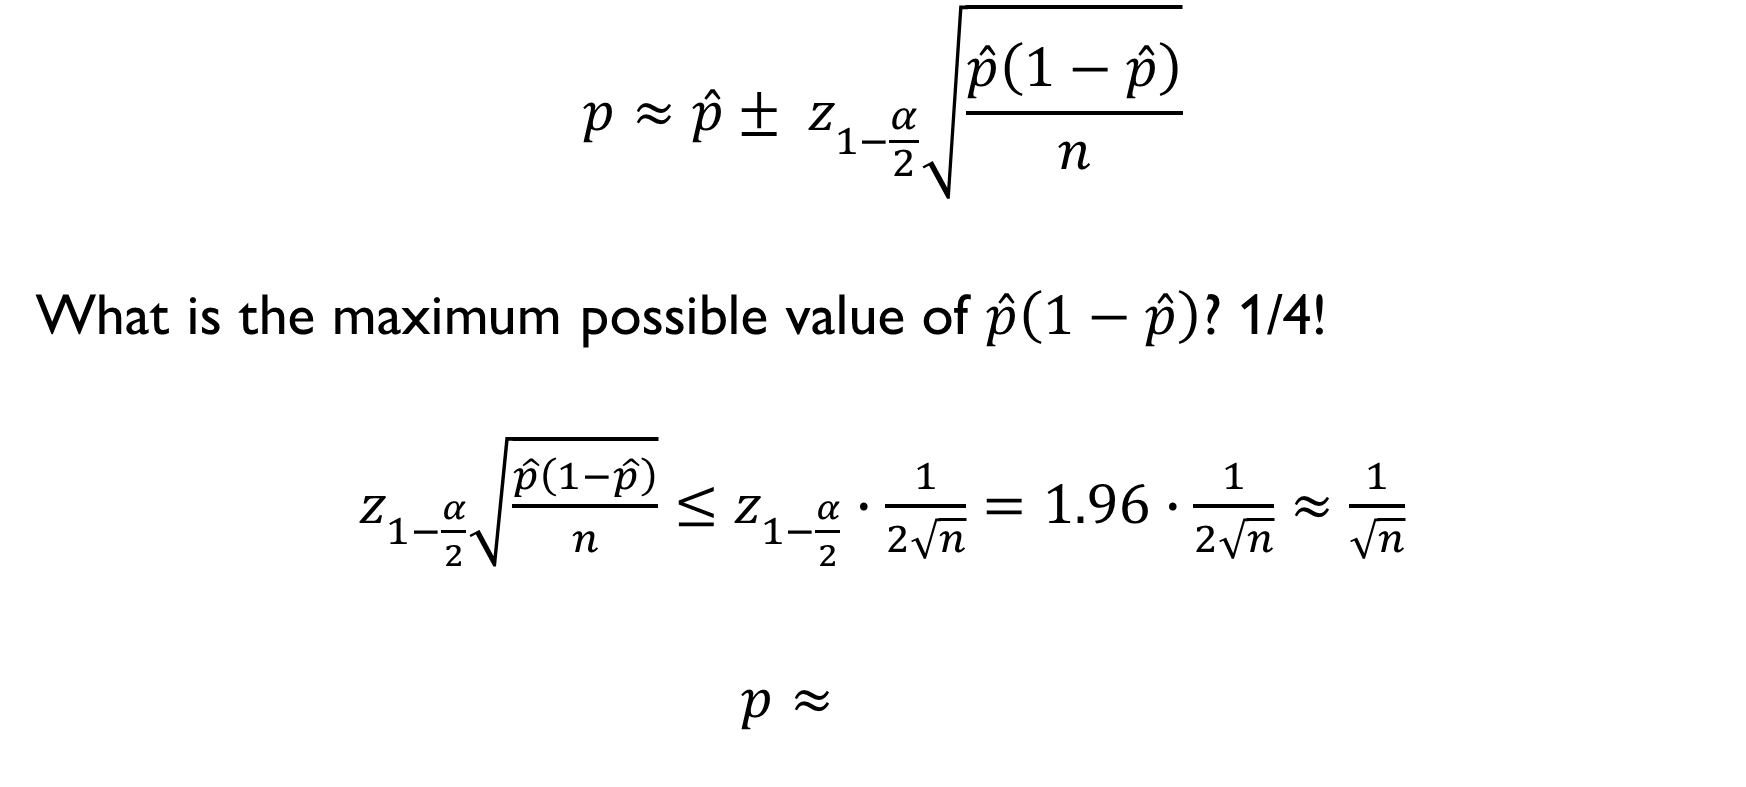 p ≈ p̂ ± z_{1−α/2} √(p̂(1 − p̂)/n)
What is the maximum possible value of p̂(1 − p̂)? 1/4!
z_{1−α/2} √(p̂(1−p̂)/n) ≤ z_{1−α/2} · 1/(2√n) = 1.96 · 1/(2√n) ≈ 1/√n
p ≈